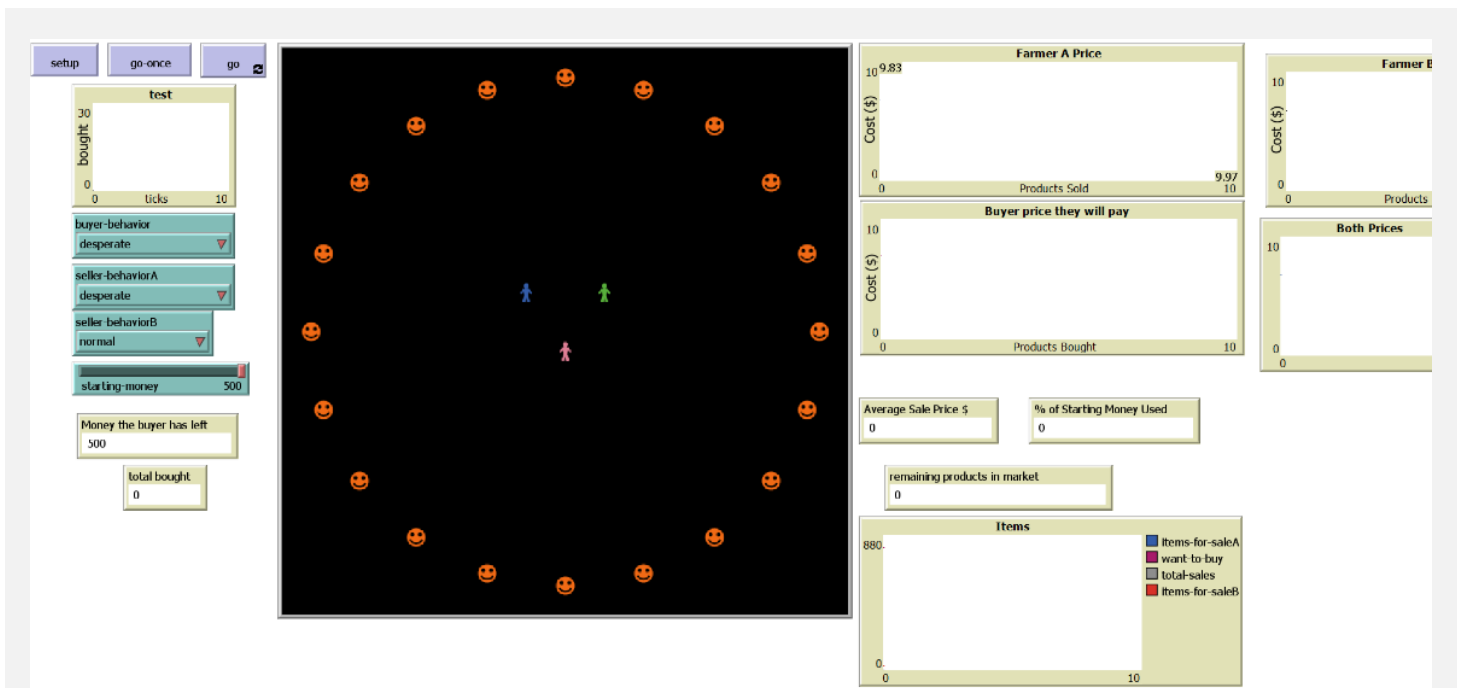 setup
go-once
go
test
bought
30
0
0
ticks
10
buyer-behavior
desperate
seller-behaviorA
desperate
seller-behaviorB
normal
starting-money 500
Money the buyer has left
500
total bought
0
Farmer A Price
Cost ($)
10
9.83
0
9.97
0
Products Sold
10
Buyer price they will pay
Cost ($)
10
0
0
Products Bought
10
Farmer B
Cost ($)
10
0
0
Products
Both Prices
10
0
0
Average Sale Price $
0
% of Starting Money Used
0
remaining products in market
0
Items
880.
0.
0
10
Items-for-saleA
want-to-buy
total-sales
Items-for-saleB